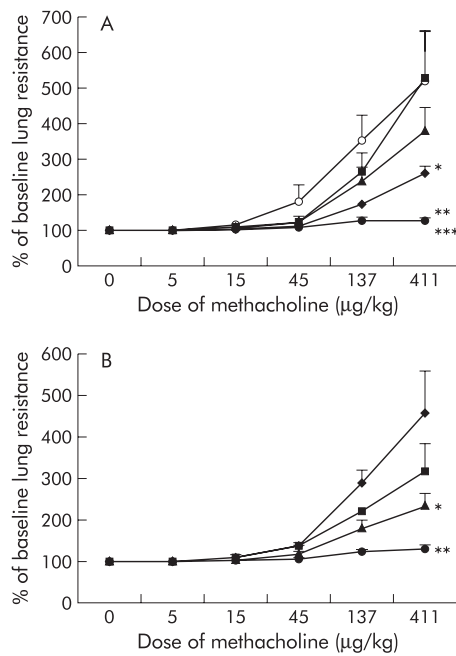 A
700
600
500
400
300
200
100
0
% of baseline lung resistance
*
**
***
0 5 15 45 137 411
Dose of methacholine (μg/kg)
B
600
500
400
300
200
100
0
% of baseline lung resistance
*
**
0 5 15 45 137 411
Dose of methacholine (μg/kg)